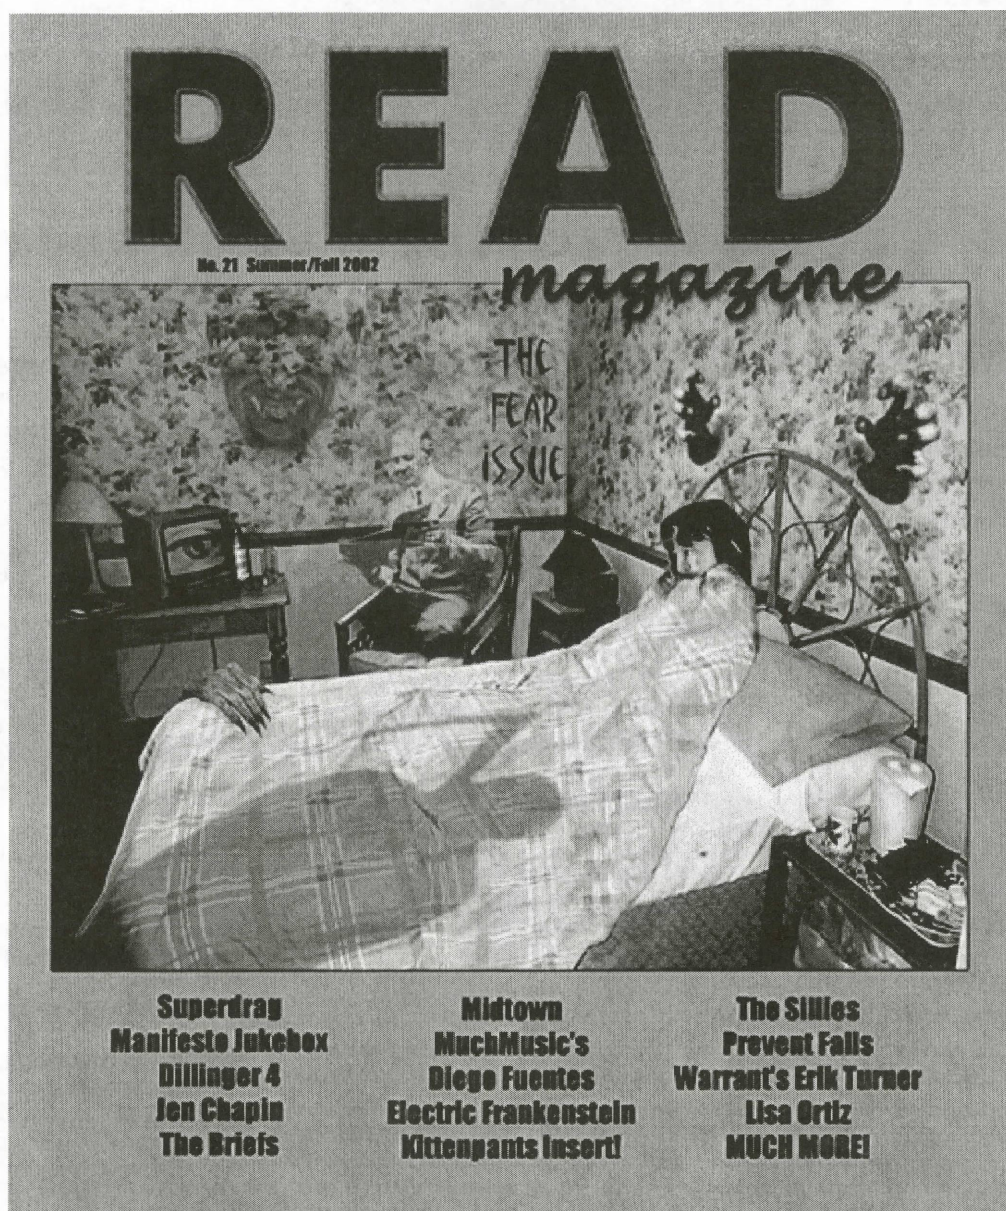 READ
No. 21 Summer/Fall 2002
magazine
THE
FEAR
ISSUE
Superdrag
Manifesto Jukebox
Dillinger 4
Jen Chapin
The Briefs
Midtown
MuchMusic's
Diego Fuentes
Electric Frankenstein
Kittenpants Insert!
The Sillies
Prevent Falls
Warrant's Erik Turner
Lisa Ortiz
MUCH MORE!